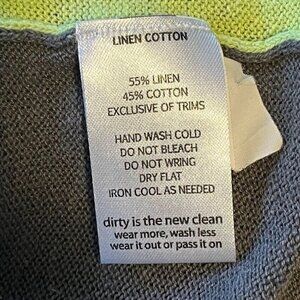 LINEN COTTON
55% LINEN
45% COTTON
EXCLUSIVE OF TRIMS
HAND WASH COLD
DO NOT BLEACH
DO NOT WRING
DRY FLAT
IRON COOL AS NEEDED
dirty is the new clean
wear more, wash less
wear it out or pass it on